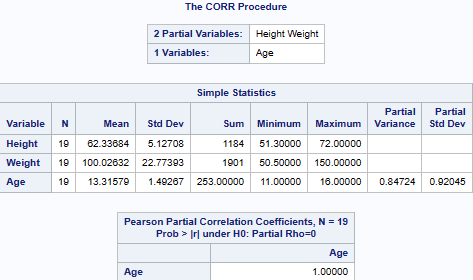 The CORR Procedure
2 Partial Variables: Height Weight
1 Variables: Age
Simple Statistics
Variable N Mean Std Dev Sum Minimum Maximum Partial Variance Partial Std Dev
Height 19 62.33684 5.12708 1184 51.30000 72.00000
Weight 19 100.02632 22.77393 1901 50.50000 150.00000
Age 19 13.31579 1.49267 253.00000 11.00000 16.00000 0.84724 0.92045
Pearson Partial Correlation Coefficients, N = 19
Prob > |r| under H0: Partial Rho=0
Age
Age 1.00000